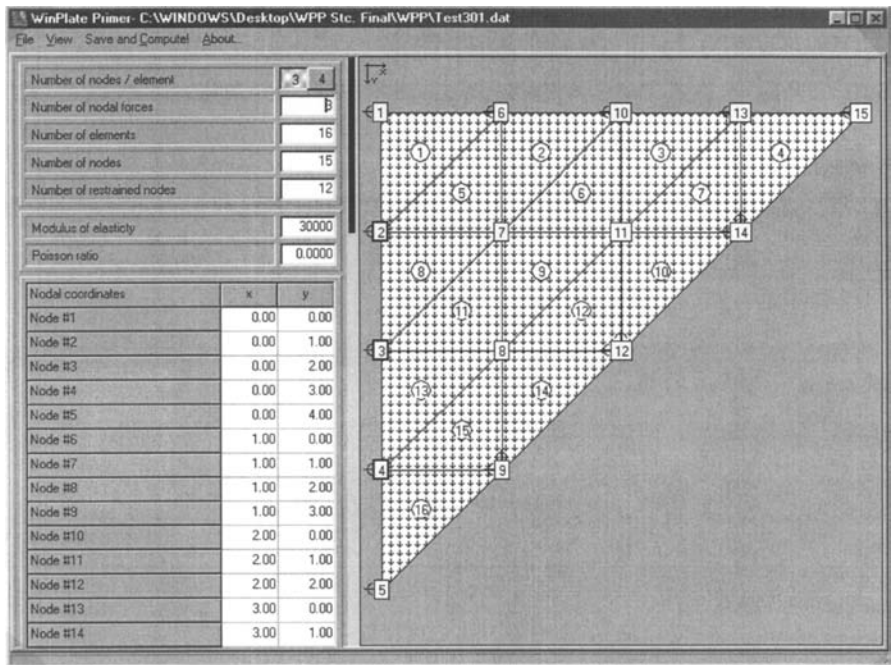 WinPlate Primer- C:\WINDOWS\Desktop\WPP Stc. Final\WPP\Test301.dat
File View Save and Compute! About...
Number of nodes / element 3 4
Number of nodal forces 3
Number of elements 16
Number of nodes 15
Number of restrained nodes 12
Modulus of elasticty 30000
Poisson ratio 0.0000
Nodal coordinates x y
Node #1 0.00 0.00
Node #2 0.00 1.00
Node #3 0.00 2.00
Node #4 0.00 3.00
Node #5 0.00 4.00
Node #6 1.00 0.00
Node #7 1.00 1.00
Node #8 1.00 2.00
Node #9 1.00 3.00
Node #10 2.00 0.00
Node #11 2.00 1.00
Node #12 2.00 2.00
Node #13 3.00 0.00
Node #14 3.00 1.00
X
Y
1 6 10 13 15
1 2 3 4
5 6 7
2 7 11 14
8 9 10
11 12
3 8 12
13 14
15
4 9
16
5